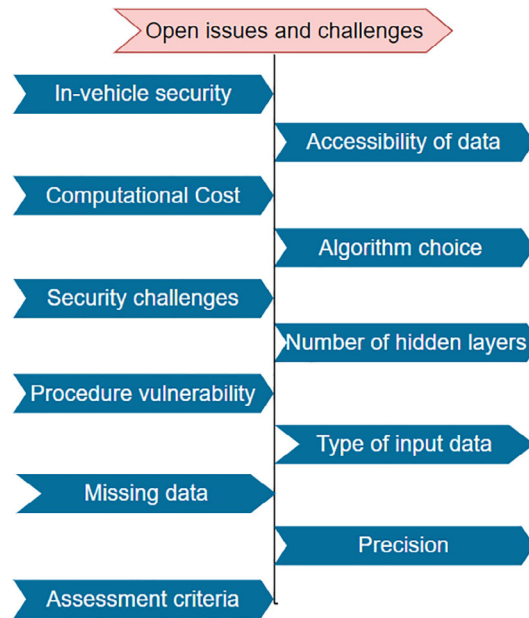 Open issues and challenges
In-vehicle security
Accessibility of data
Computational Cost
Algorithm choice
Security challenges
Number of hidden layers
Procedure vulnerability
Type of input data
Missing data
Precision
Assessment criteria